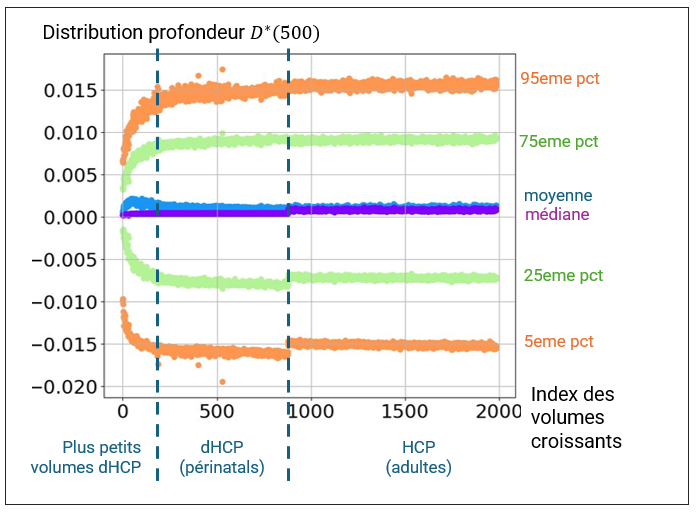 Distribution profondeur D*(500)
0.015
0.010
0.005
0.000
−0.005
−0.010
−0.015
−0.020
95eme pct
75eme pct
moyenne
médiane
25eme pct
5eme pct
0
500
1000
1500
2000
Index des
volumes
croissants
Plus petits
volumes dHCP
dHCP
(périnatals)
HCP
(adultes)